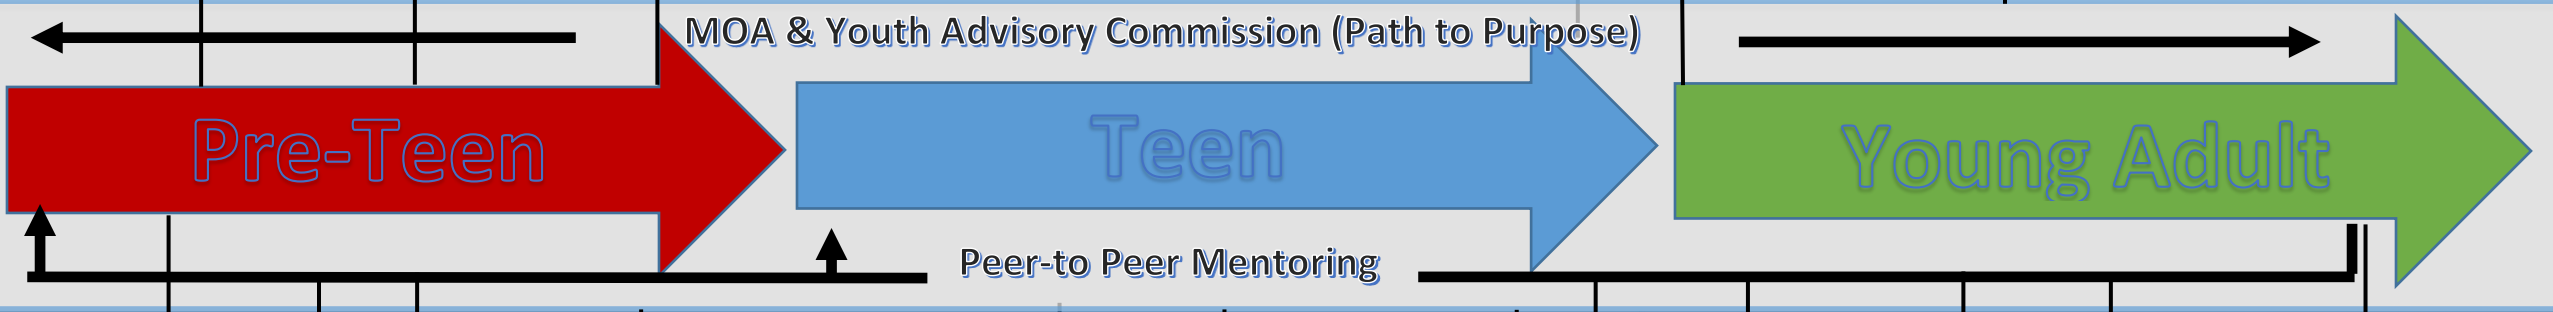 MOA & Youth Advisory Commission (Path to Purpose)
Pre-Teen
Teen
Young Adult
Peer-to Peer Mentoring